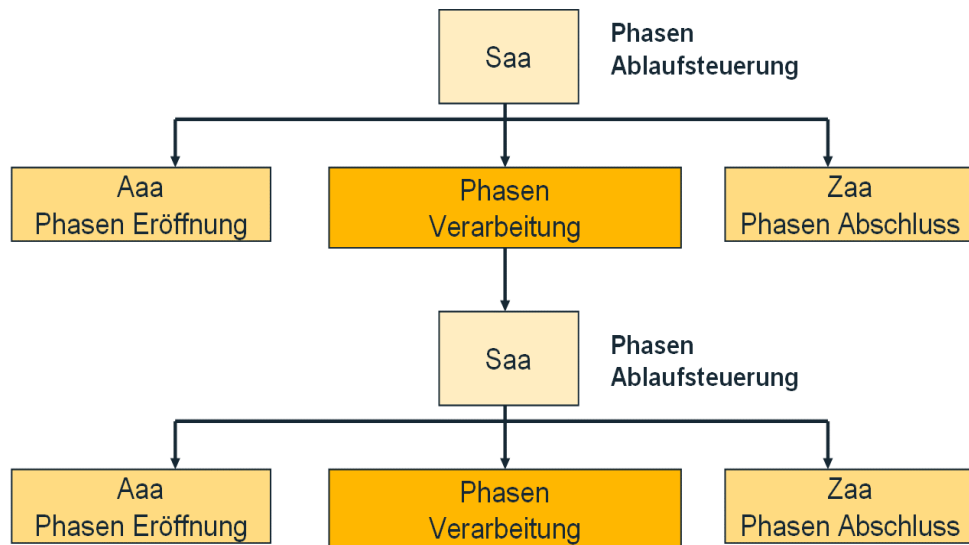 Saa
Phasen
Ablaufsteuerung
Aaa
Phasen Eröffnung
Phasen
Verarbeitung
Zaa
Phasen Abschluss
Saa
Phasen
Ablaufsteuerung
Aaa
Phasen Eröffnung
Phasen
Verarbeitung
Zaa
Phasen Abschluss